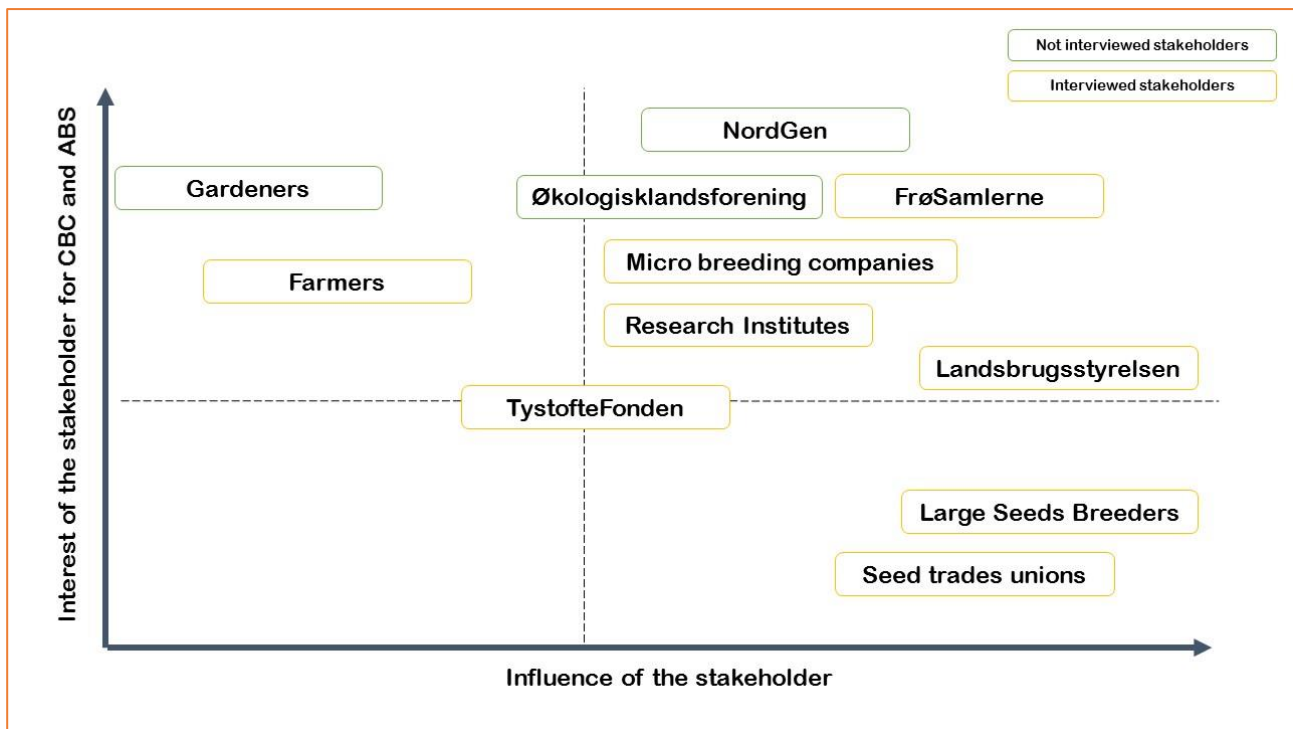 Not interviewed stakeholders
Interviewed stakeholders
Interest of the stakeholder for CBC and ABS
NordGen
Gardeners
Økologisklandsforening
FrøSamlerne
Micro breeding companies
Farmers
Research Institutes
Landsbrugsstyrelsen
TystofteFonden
Large Seeds Breeders
Seed trades unions
Influence of the stakeholder